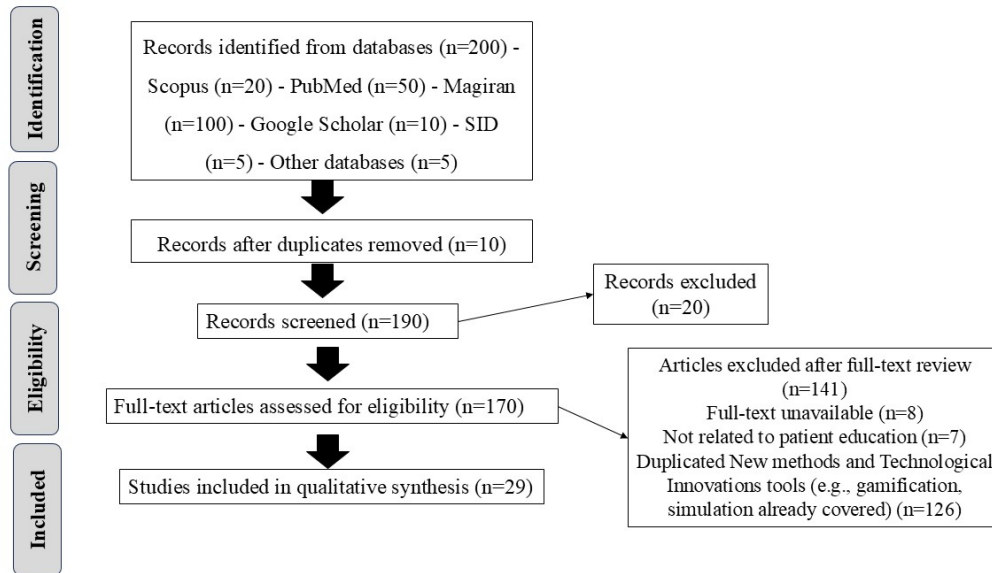 Identification
Records identified from databases (n=200) -
Scopus (n=20) - PubMed (n=50) - Magiran
(n=100) - Google Scholar (n=10) - SID
(n=5) - Other databases (n=5)
Screening
Records after duplicates removed (n=10)
Records screened (n=190)
Records excluded
(n=20)
Eligibility
Full-text articles assessed for eligibility (n=170)
Articles excluded after full-text review
(n=141)
Full-text unavailable (n=8)
Not related to patient education (n=7)
Duplicated New methods and Technological
Innovations tools (e.g., gamification,
simulation already covered) (n=126)
Included
Studies included in qualitative synthesis (n=29)